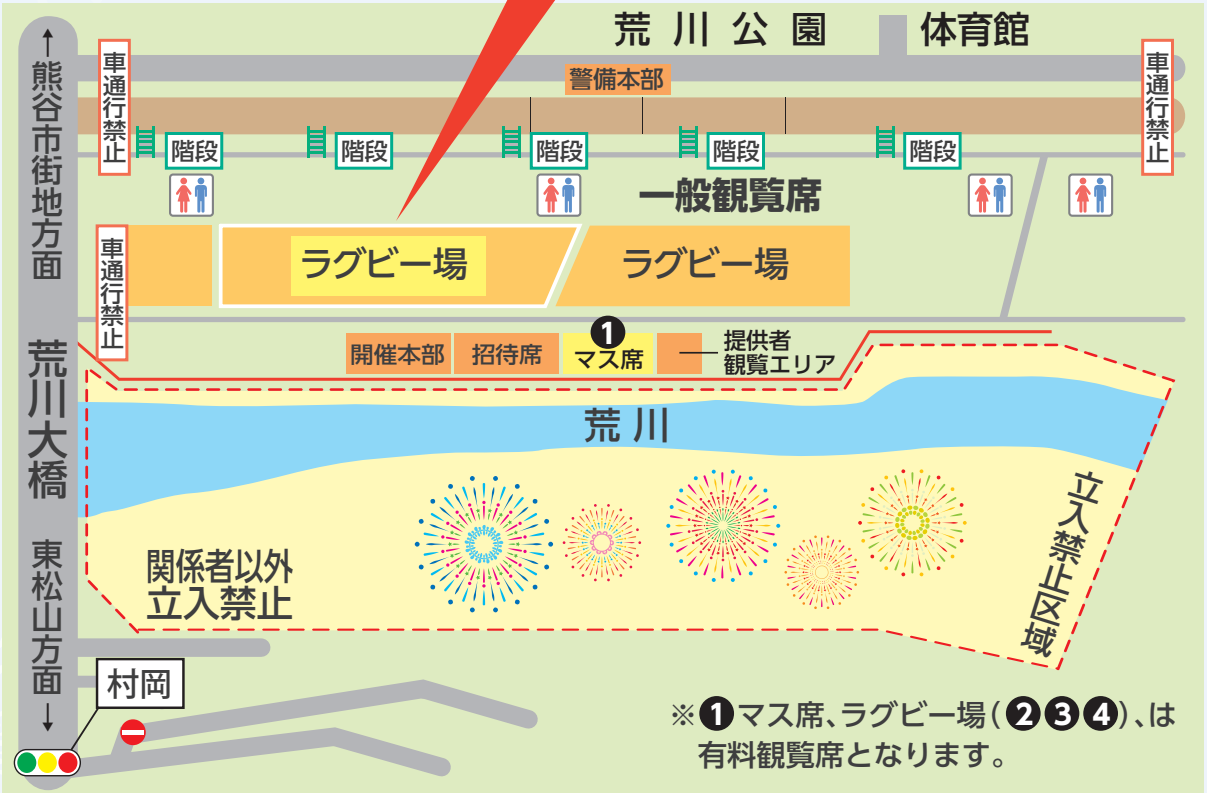 荒川公園
体育館
↑熊谷市街地方面
車通行禁止
警備本部
車通行禁止
階段
階段
階段
階段
階段
一般観覧席
車通行禁止
ラグビー場
ラグビー場
荒川大橋
❶
開催本部
招待席
マス席
提供者
観覧エリア
荒川
関係者以外
立入禁止
立入禁止区域
東松山方面↓
村岡
※❶マス席、ラグビー場(❷❸❹)、は
有料観覧席となります。